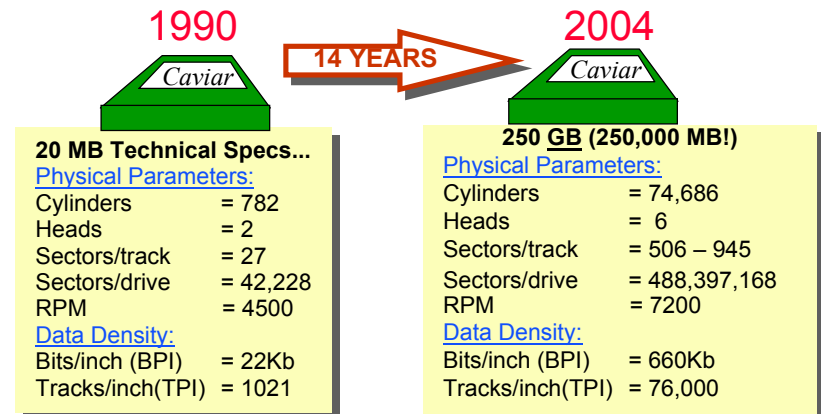 1990
2004
14 YEARS
Caviar
Caviar
20 MB Technical Specs...
Physical Parameters:
Cylinders = 782
Heads = 2
Sectors/track = 27
Sectors/drive = 42,228
RPM = 4500
Data Density:
Bits/inch (BPI) = 22Kb
Tracks/inch(TPI) = 1021
250 GB (250,000 MB!)
Physical Parameters:
Cylinders = 74,686
Heads = 6
Sectors/track = 506 – 945
Sectors/drive = 488,397,168
RPM = 7200
Data Density:
Bits/inch (BPI) = 660Kb
Tracks/inch(TPI) = 76,000